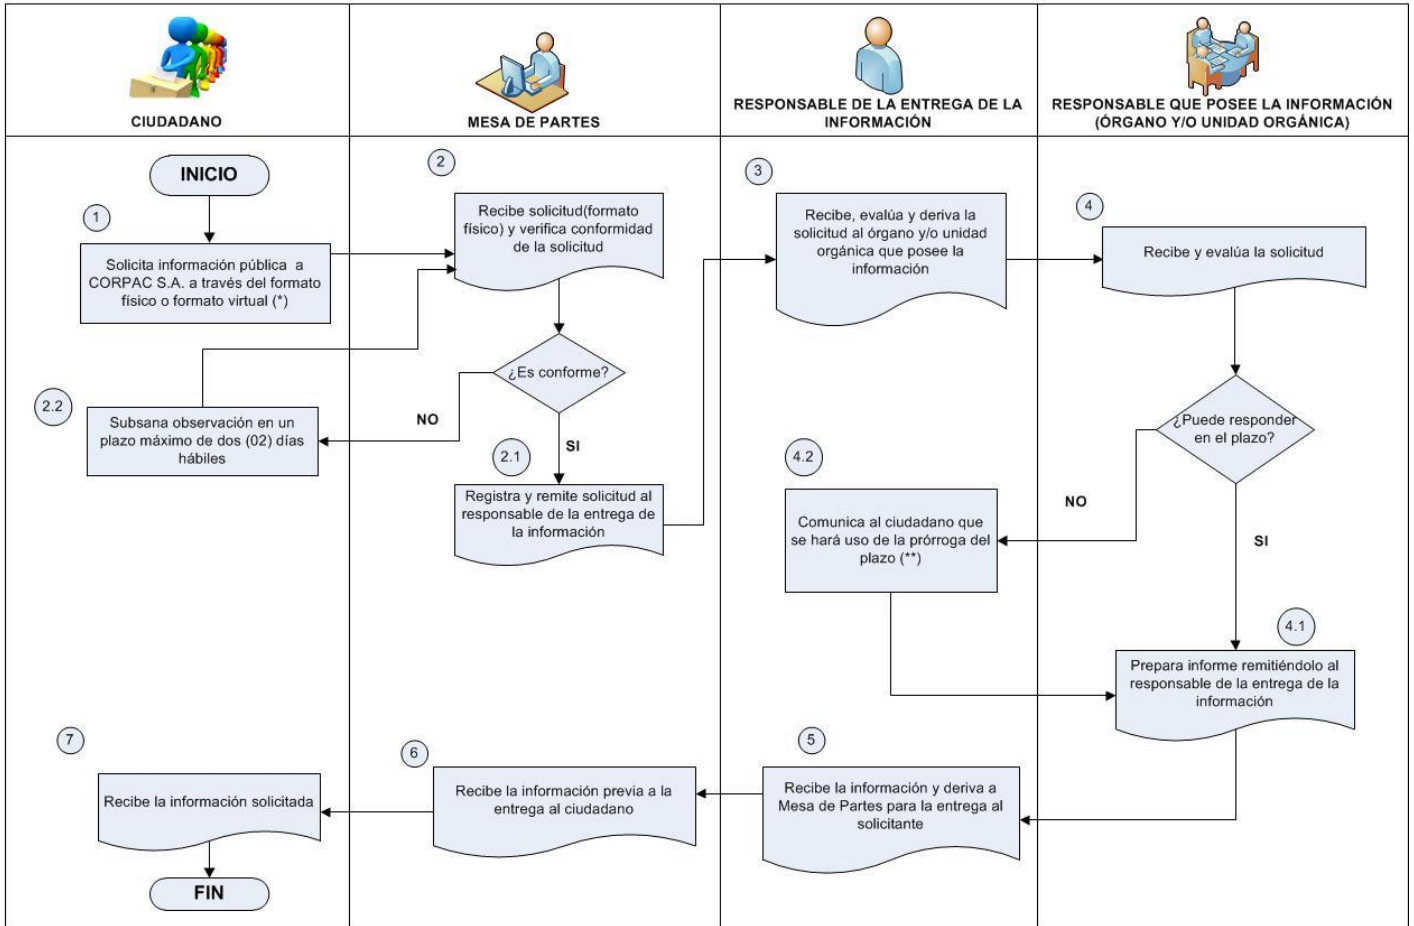 CIUDADANO
MESA DE PARTES
RESPONSABLE DE LA ENTREGA DE LA
INFORMACIÓN
RESPONSABLE QUE POSEE LA INFORMACIÓN
(ÓRGANO Y/O UNIDAD ORGÁNICA)
INICIO
1
Solicita información pública a
CORPAC S.A. a través del formato
físico o formato virtual (*)
2
Recibe solicitud(formato
físico) y verifica conformidad
de la solicitud
¿Es conforme?
NO
2.2
Subsana observación en un
plazo máximo de dos (02) días
hábiles
SI
2.1
Registra y remite solicitud al
responsable de la entrega de
la información
3
Recibe, evalúa y deriva la
solicitud al órgano y/o unidad
orgánica que posee la
información
4
Recibe y evalúa la solicitud
¿Puede responder
en el plazo?
NO
4.2
Comunica al ciudadano que
se hará uso de la prórroga del
plazo (**)
SI
4.1
Prepara informe remitiéndolo al
responsable de la entrega de la
información
5
Recibe la información y deriva a
Mesa de Partes para la entrega al
solicitante
6
Recibe la información previa a la
entrega al ciudadano
7
Recibe la información solicitada
FIN